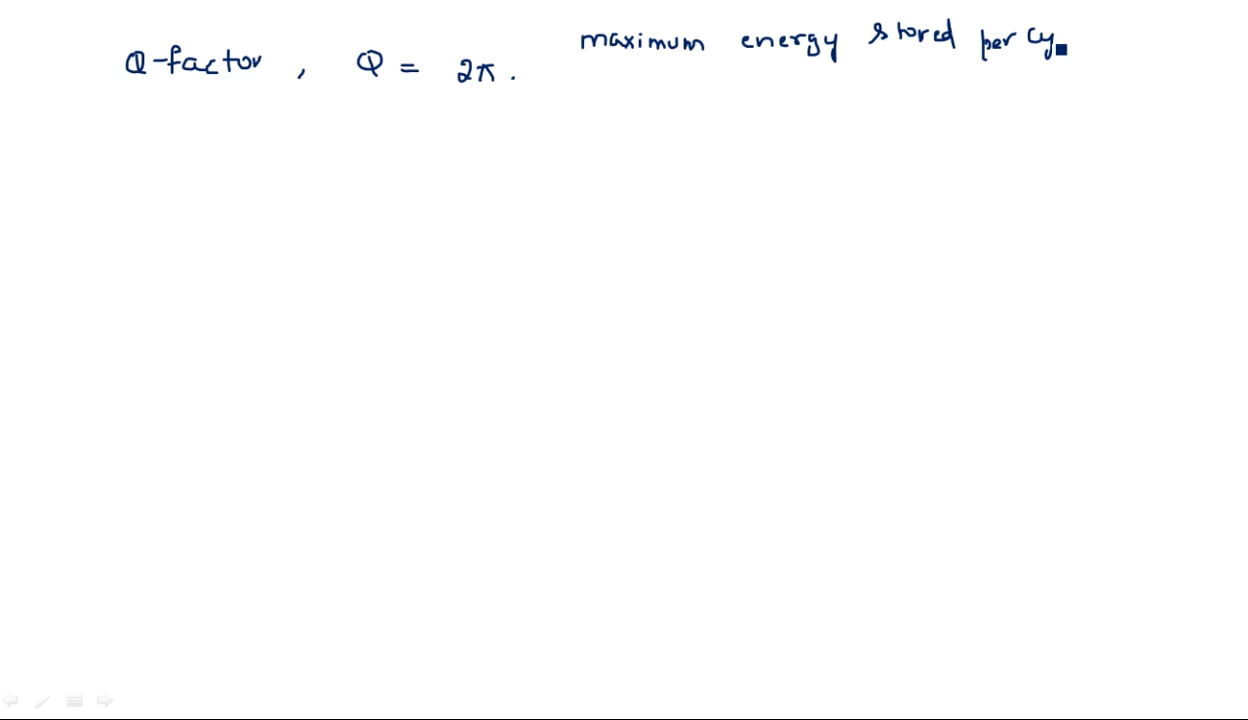 Q-factor , Q = 2π . maximum energy stored per cy